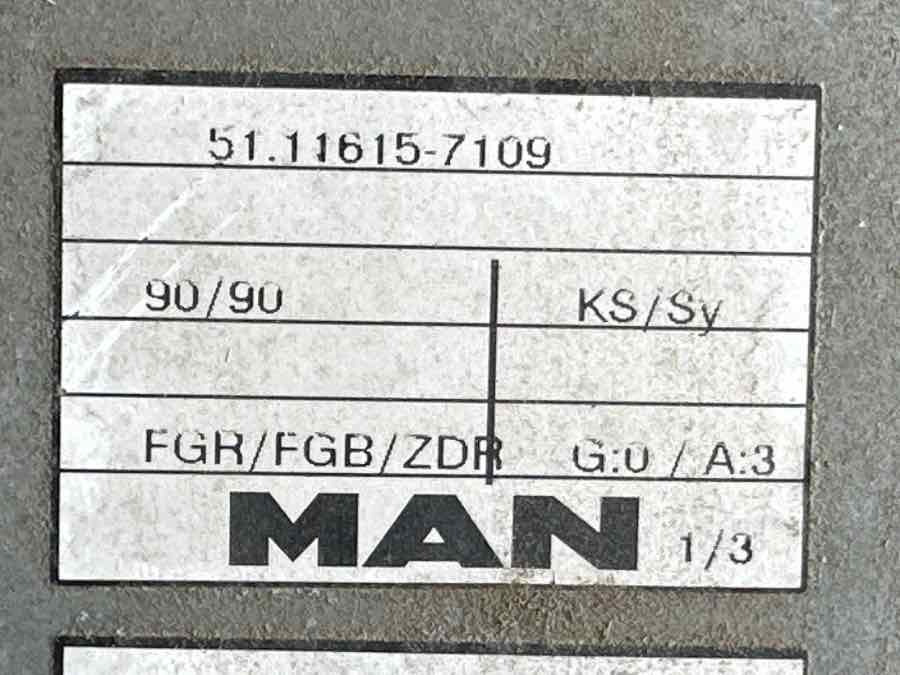 51.11615-7109
90/90 KS/Sy
FGR/FGB/ZDR G:0 / A:3
MAN 1/3